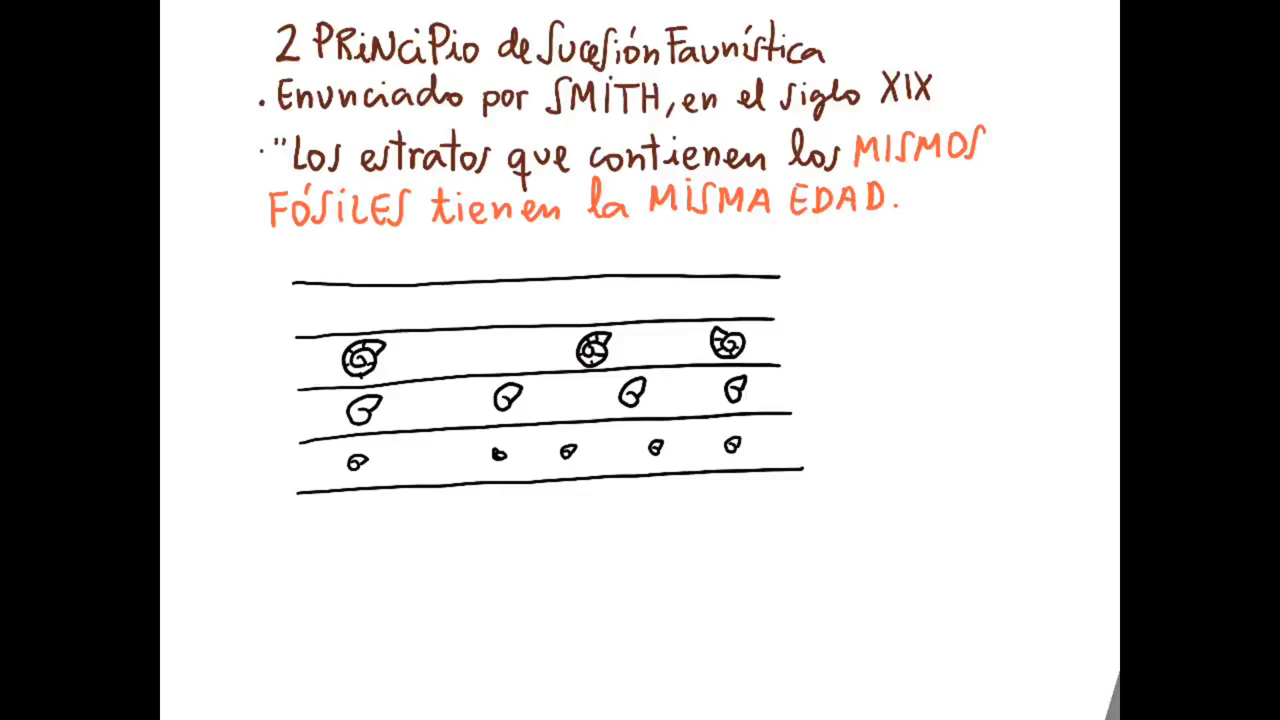 2 PRiNCiPio de Sucesión Faunística
. Enunciado por SMiTH, en el siglo XIX
. "Los estratos que contienen los MiSMOS
FÓSiLES tienen la MiSMA EDAD.